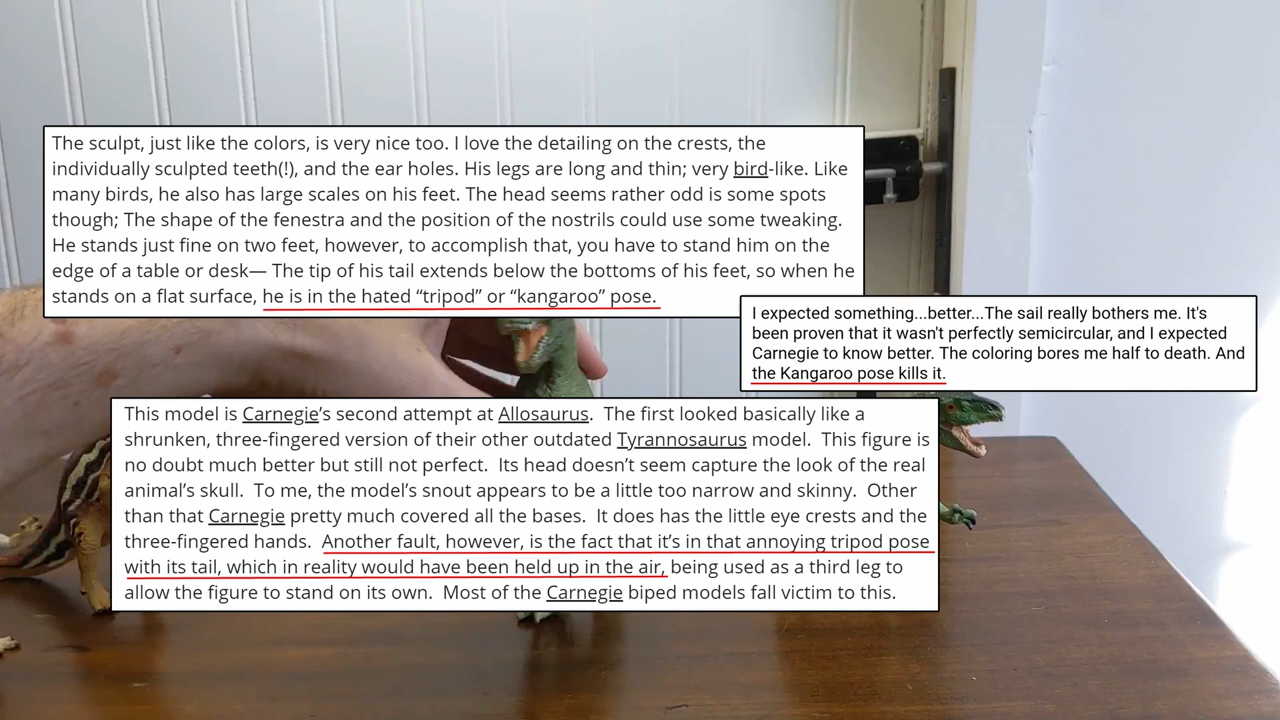 The sculpt, just like the colors, is very nice too. I love the detailing on the crests, the
individually sculpted teeth(!), and the ear holes. His legs are long and thin; very bird-like. Like
many birds, he also has large scales on his feet. The head seems rather odd is some spots
though; The shape of the fenestra and the position of the nostrils could use some tweaking.
He stands just fine on two feet, however, to accomplish that, you have to stand him on the
edge of a table or desk— The tip of his tail extends below the bottoms of his feet, so when he
stands on a flat surface, he is in the hated “tripod” or “kangaroo” pose.
I expected something...better...The sail really bothers me. It's
been proven that it wasn't perfectly semicircular, and I expected
Carnegie to know better. The coloring bores me half to death. And
the Kangaroo pose kills it.
This model is Carnegie’s second attempt at Allosaurus.  The first looked basically like a
shrunken, three-fingered version of their other outdated Tyrannosaurus model.  This figure is
no doubt much better but still not perfect.  Its head doesn’t seem capture the look of the real
animal’s skull.  To me, the model’s snout appears to be a little too narrow and skinny.  Other
than that Carnegie pretty much covered all the bases.  It does has the little eye crests and the
three-fingered hands.  Another fault, however, is the fact that it’s in that annoying tripod pose
with its tail, which in reality would have been held up in the air, being used as a third leg to
allow the figure to stand on its own.  Most of the Carnegie biped models fall victim to this.